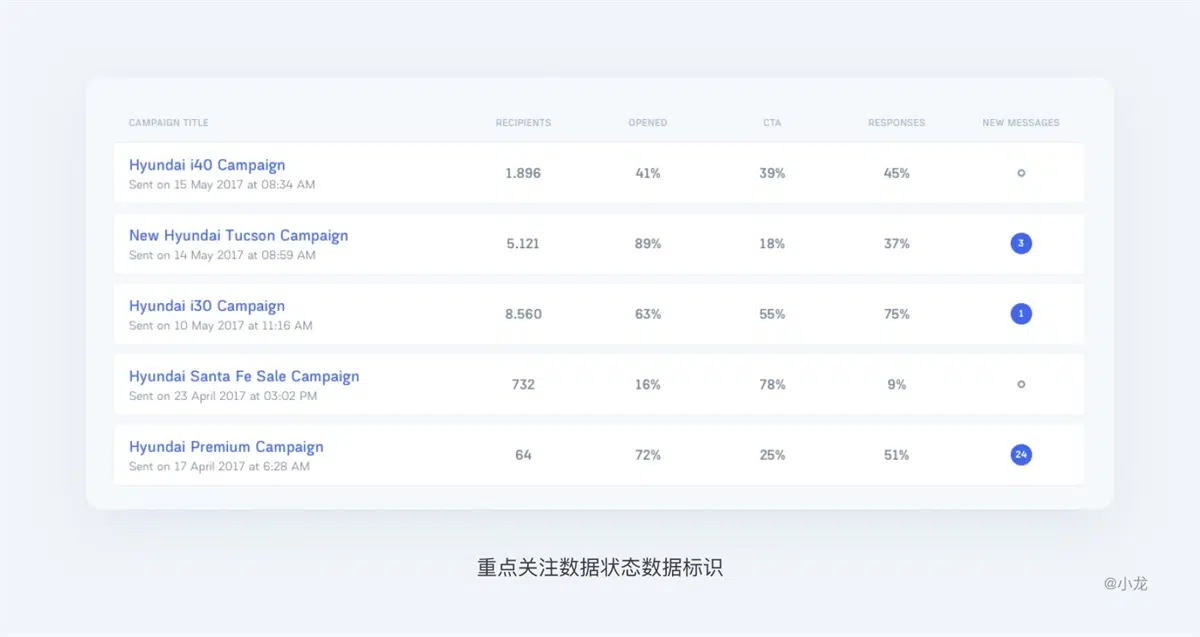 CAMPAIGN TITLE RECIPIENTS OPENED CTA RESPONSES NEW MESSAGES
Hyundai i40 Campaign 1.896 41% 39% 45%
Sent on 15 May 2017 at 08:34 AM
New Hyundai Tucson Campaign 5.121 89% 18% 37% 3
Sent on 14 May 2017 at 08:59 AM
Hyundai i30 Campaign 8.560 63% 55% 75% 1
Sent on 10 May 2017 at 11:16 AM
Hyundai Santa Fe Sale Campaign 732 16% 78% 9%
Sent on 23 April 2017 at 03:02 PM
Hyundai Premium Campaign 64 72% 25% 51% 24
Sent on 17 April 2017 at 6:28 AM
重点关注数据状态数据标识
@小龙